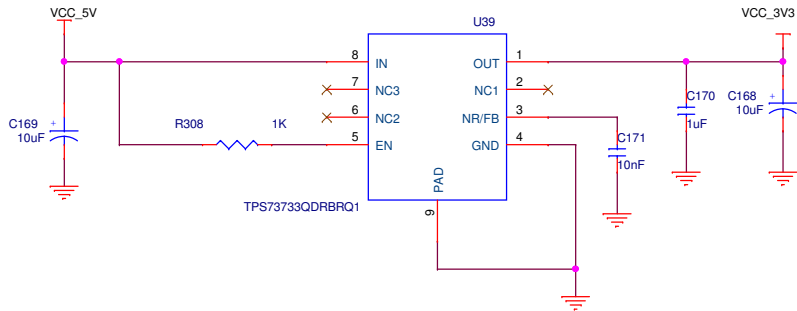 VCC_5V
VCC_3V3
U39
8
IN
OUT
1
7
NC3
NC1
2
6
NC2
NR/FB
3
5
EN
GND
4
PAD
9
C169
+
10uF
R308
1K
C171
10nF
C170
1uF
C168
+
10uF
TPS73733QDRBRQ1